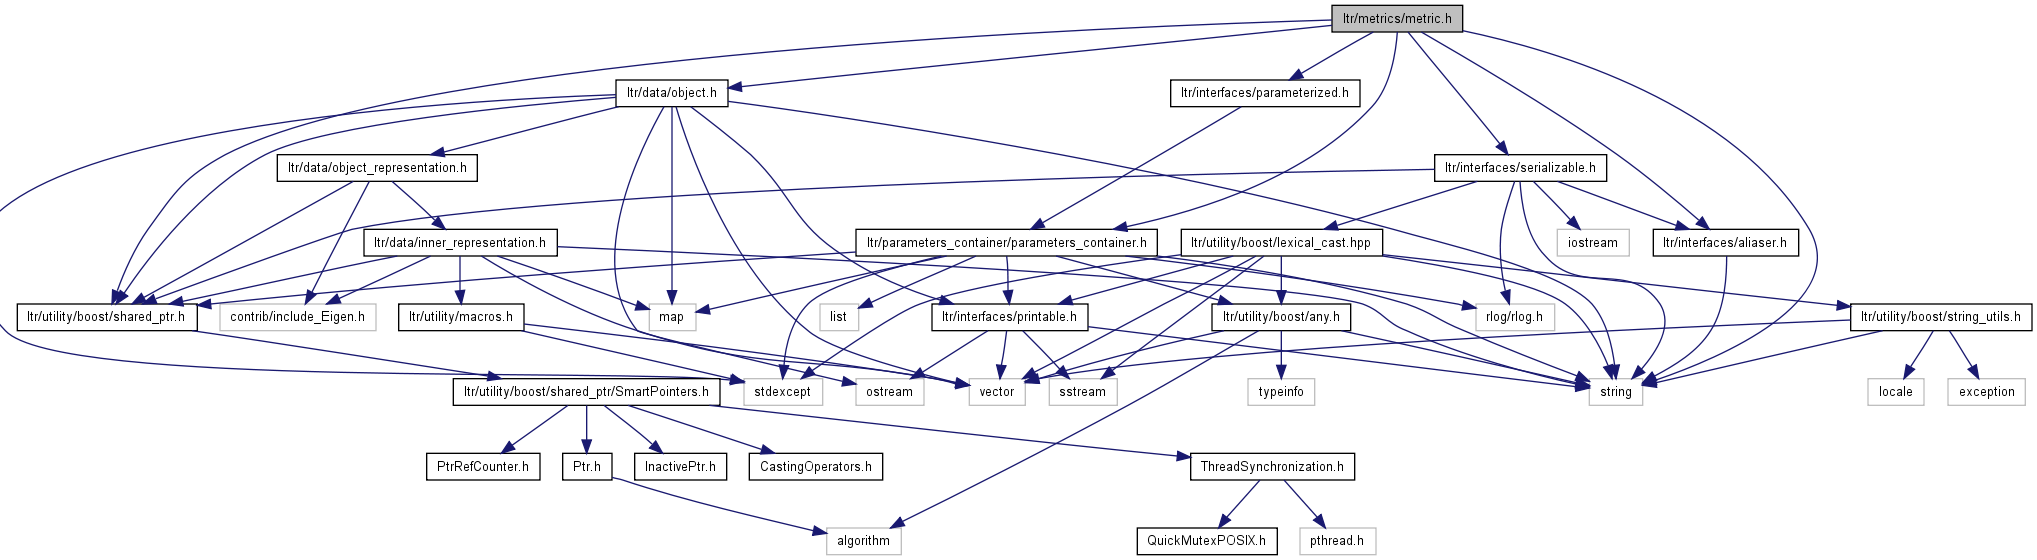 ltr/metrics/metric.h
ltr/data/object.h
ltr/interfaces/parameterized.h
ltr/data/object_representation.h
ltr/interfaces/serializable.h
ltr/data/inner_representation.h
ltr/parameters_container/parameters_container.h
ltr/utility/boost/lexical_cast.hpp
iostream
ltr/interfaces/aliaser.h
ltr/utility/boost/shared_ptr.h
contrib/include_Eigen.h
ltr/utility/macros.h
map
list
ltr/interfaces/printable.h
ltr/utility/boost/any.h
rlog/rlog.h
ltr/utility/boost/string_utils.h
ltr/utility/boost/shared_ptr/SmartPointers.h
stdexcept
ostream
vector
sstream
typeinfo
string
locale
exception
PtrRefCounter.h
Ptr.h
InactivePtr.h
CastingOperators.h
ThreadSynchronization.h
algorithm
QuickMutexPOSIX.h
pthread.h